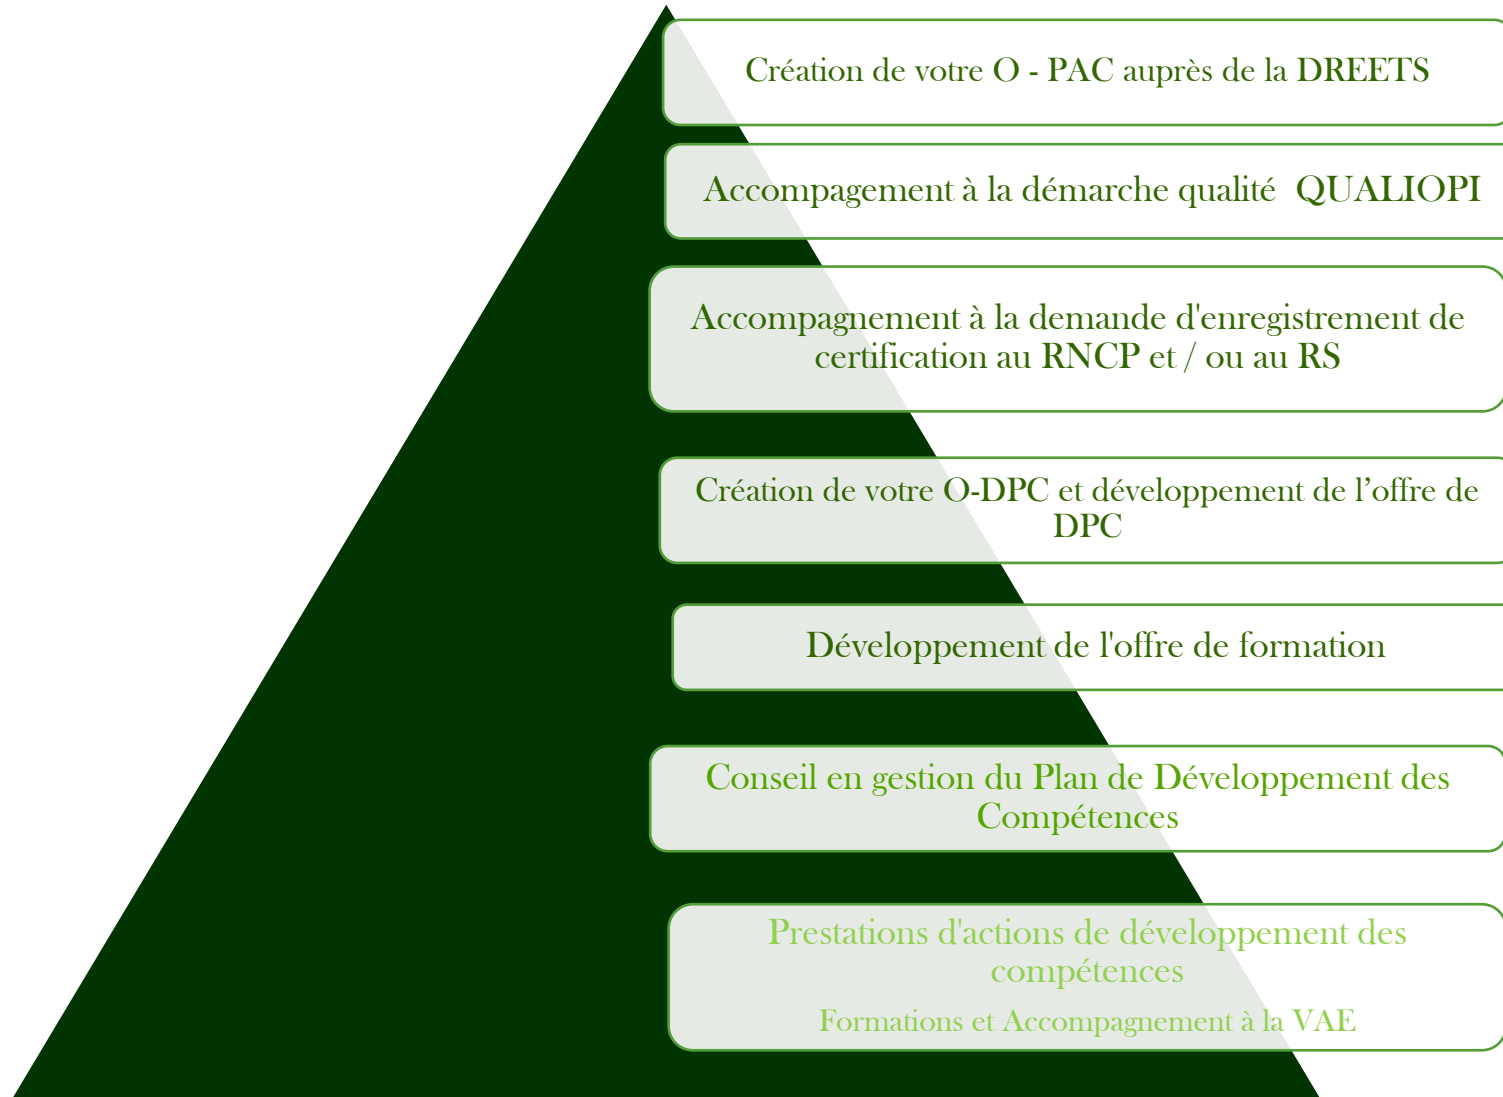 Création de votre O - PAC auprès de la DREETS
Accompagement à la démarche qualité  QUALIOPI
Accompagnement à la demande d'enregistrement de
certification au RNCP et / ou au RS
Création de votre O-DPC et développement de l’offre de
DPC
Développement de l'offre de formation
Conseil en gestion du Plan de Développement des
Compétences
Prestations d'actions de développement des
compétences
Formations et Accompagnement à la VAE